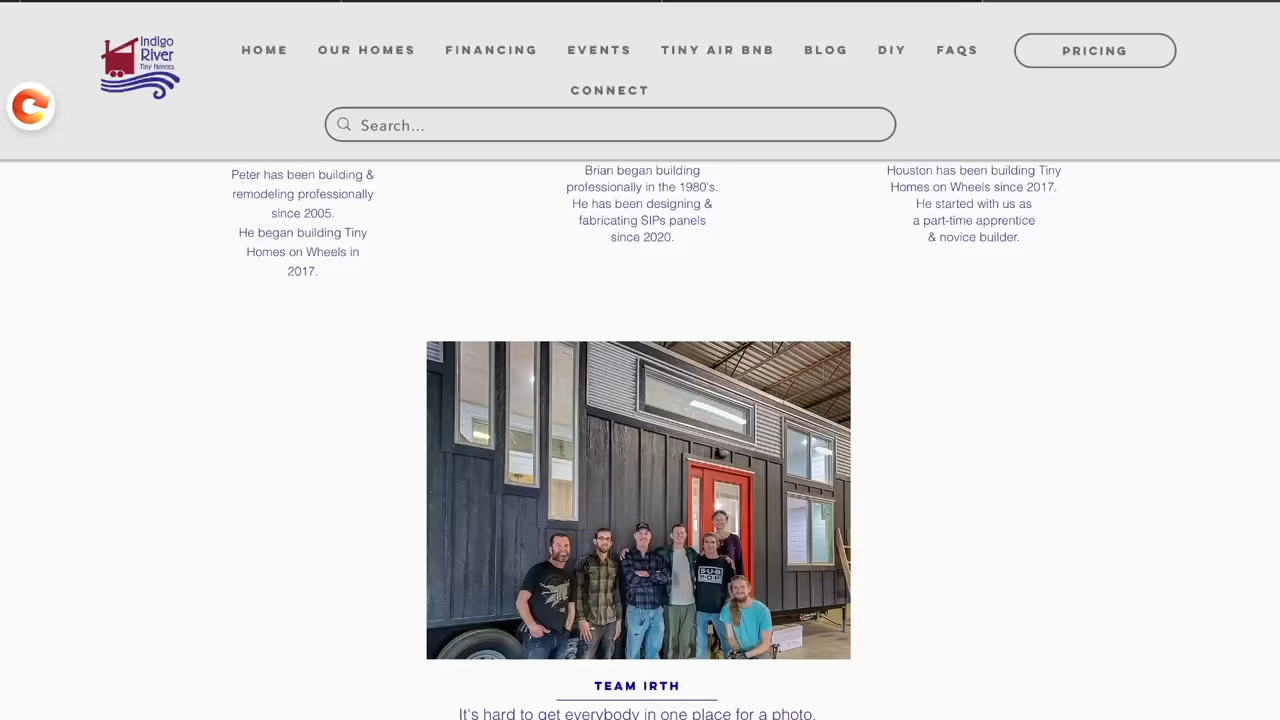 Indigo
River
Tiny Homes
HOME OUR HOMES FINANCING EVENTS TINY AIR BNB BLOG DIY FAQS PRICING
CONNECT
Search...
Peter has been building &
remodeling professionally
since 2005.
He began building Tiny
Homes on Wheels in
2017.
Brian began building
professionally in the 1980's.
He has been designing &
fabricating SIPs panels
since 2020.
Houston has been building Tiny
Homes on Wheels since 2017.
He started with us as
a part-time apprentice
& novice builder.
SUB
POP
TEAM IRTH
It's hard to get everybody in one place for a photo.